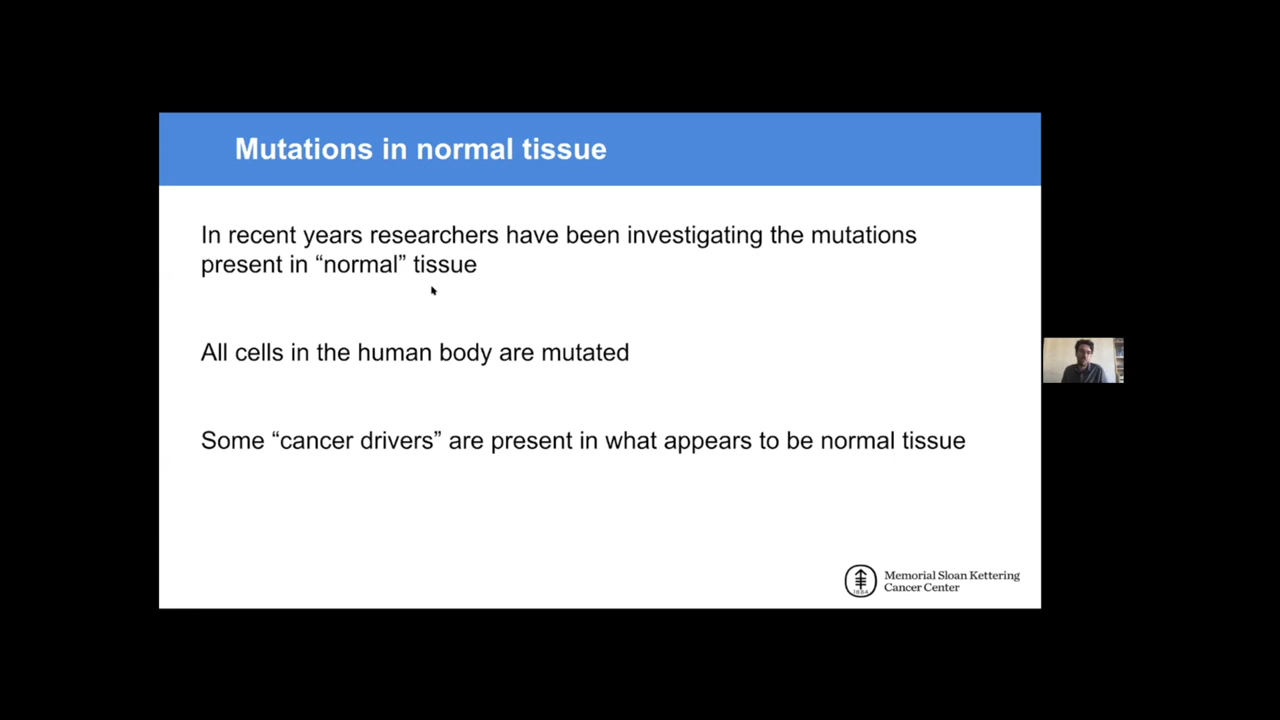 Mutations in normal tissue
In recent years researchers have been investigating the mutations
present in “normal” tissue
All cells in the human body are mutated
Some “cancer drivers” are present in what appears to be normal tissue
1884
Memorial Sloan Kettering
Cancer Center